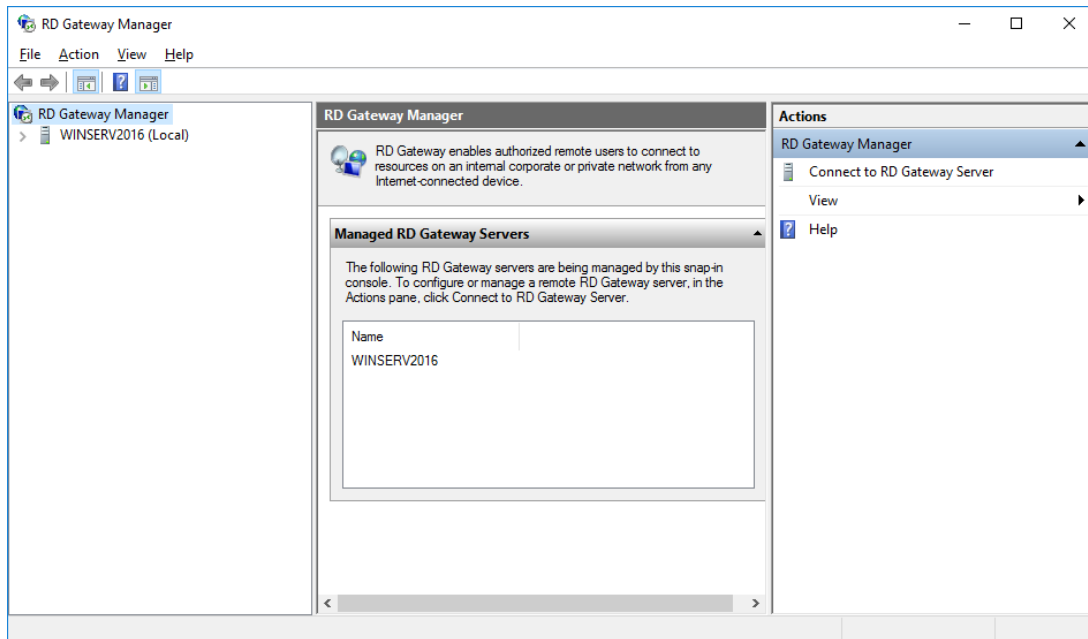 RD Gateway Manager
File Action View Help
RD Gateway Manager
WINSERV2016 (Local)
RD Gateway Manager
RD Gateway enables authorized remote users to connect to
resources on an internal corporate or private network from any
Internet-connected device.
Managed RD Gateway Servers
The following RD Gateway servers are being managed by this snap-in
console. To configure or manage a remote RD Gateway server, in the
Actions pane, click Connect to RD Gateway Server.
Name
WINSERV2016
Actions
RD Gateway Manager
Connect to RD Gateway Server
View
Help